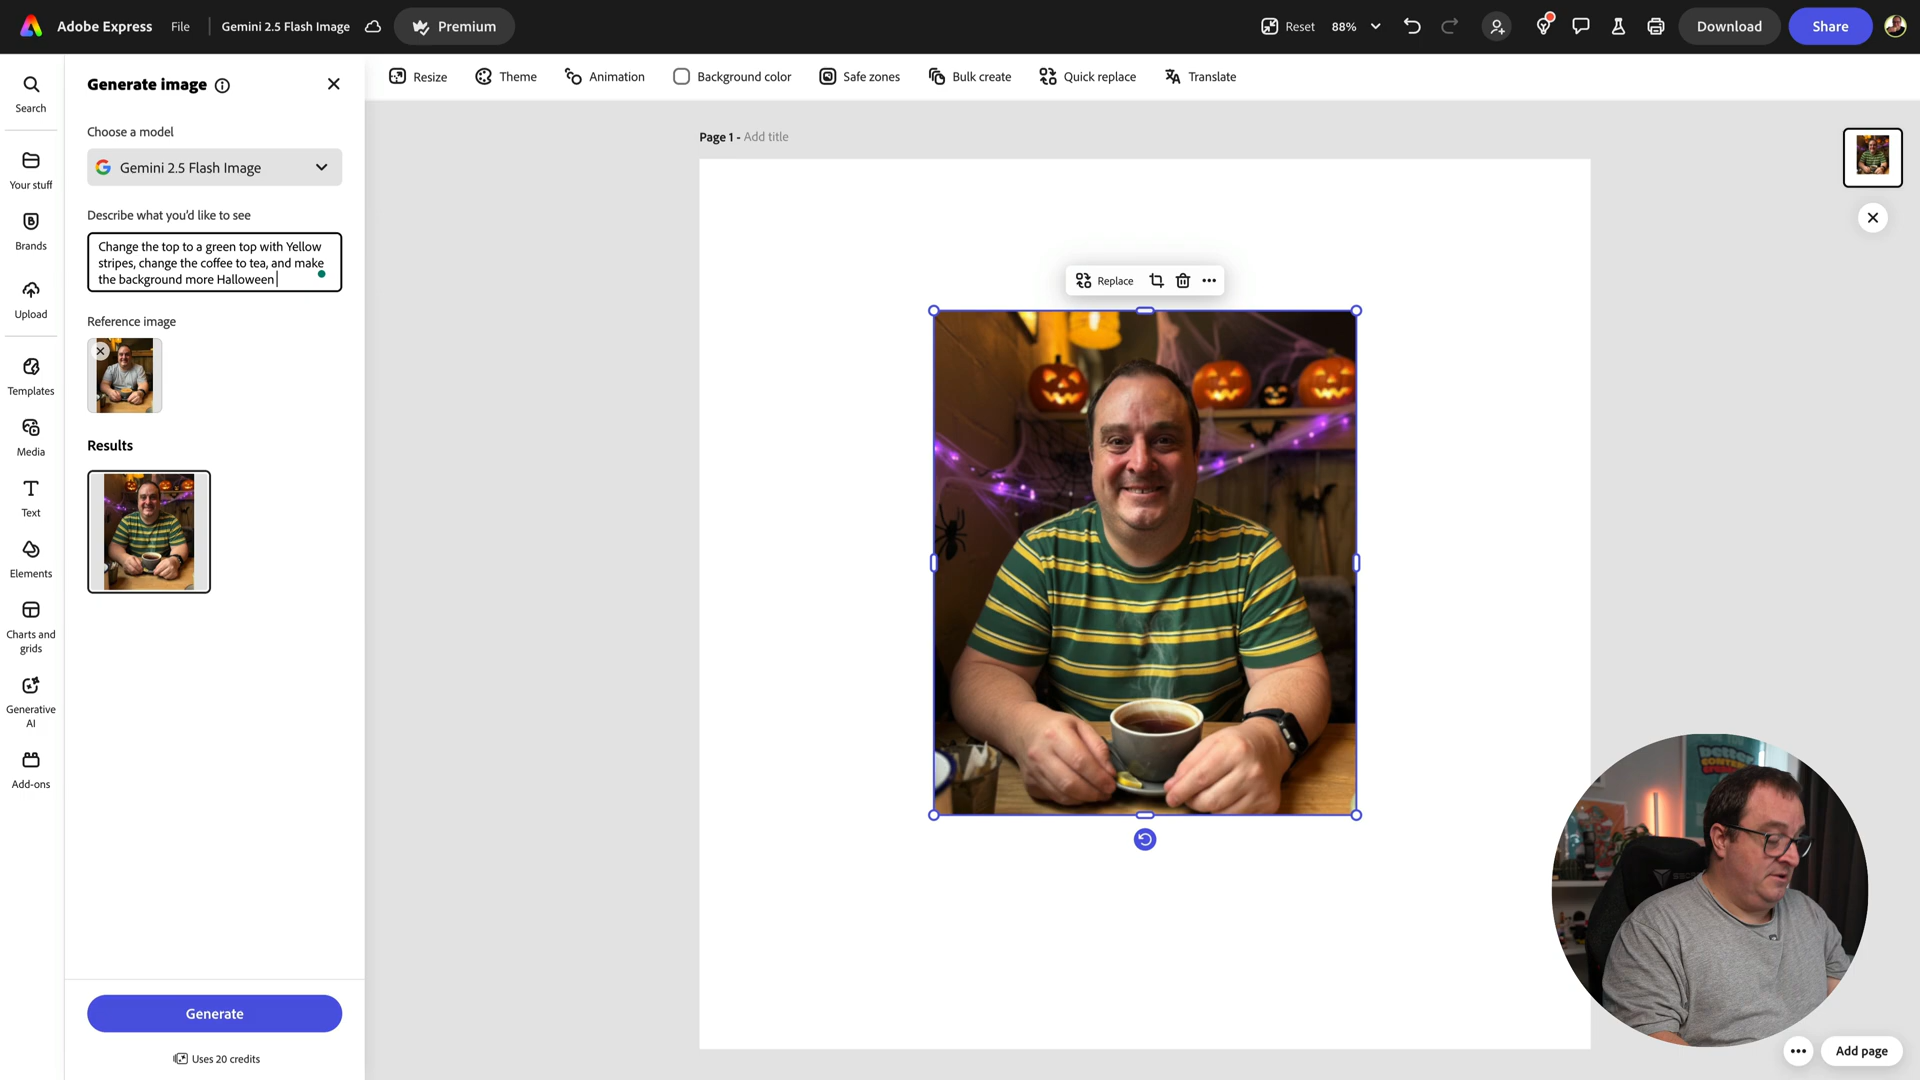 Adobe Express
File
Gemini 2.5 Flash Image
Premium
Reset
88%
Download
Share
Search
Your stuff
Brands
Upload
Templates
Media
Text
Elements
Charts and
grids
Generative
AI
Add-ons
Generate image
Choose a model
Gemini 2.5 Flash Image
Describe what you'd like to see
Change the top to a green top with Yellow
stripes, change the coffee to tea, and make
the background more Halloween
Reference image
Results
Generate
Uses 20 credits
Resize
Theme
Animation
Background color
Safe zones
Bulk create
Quick replace
Translate
Page 1 - Add title
Replace
Better
Content
Add page